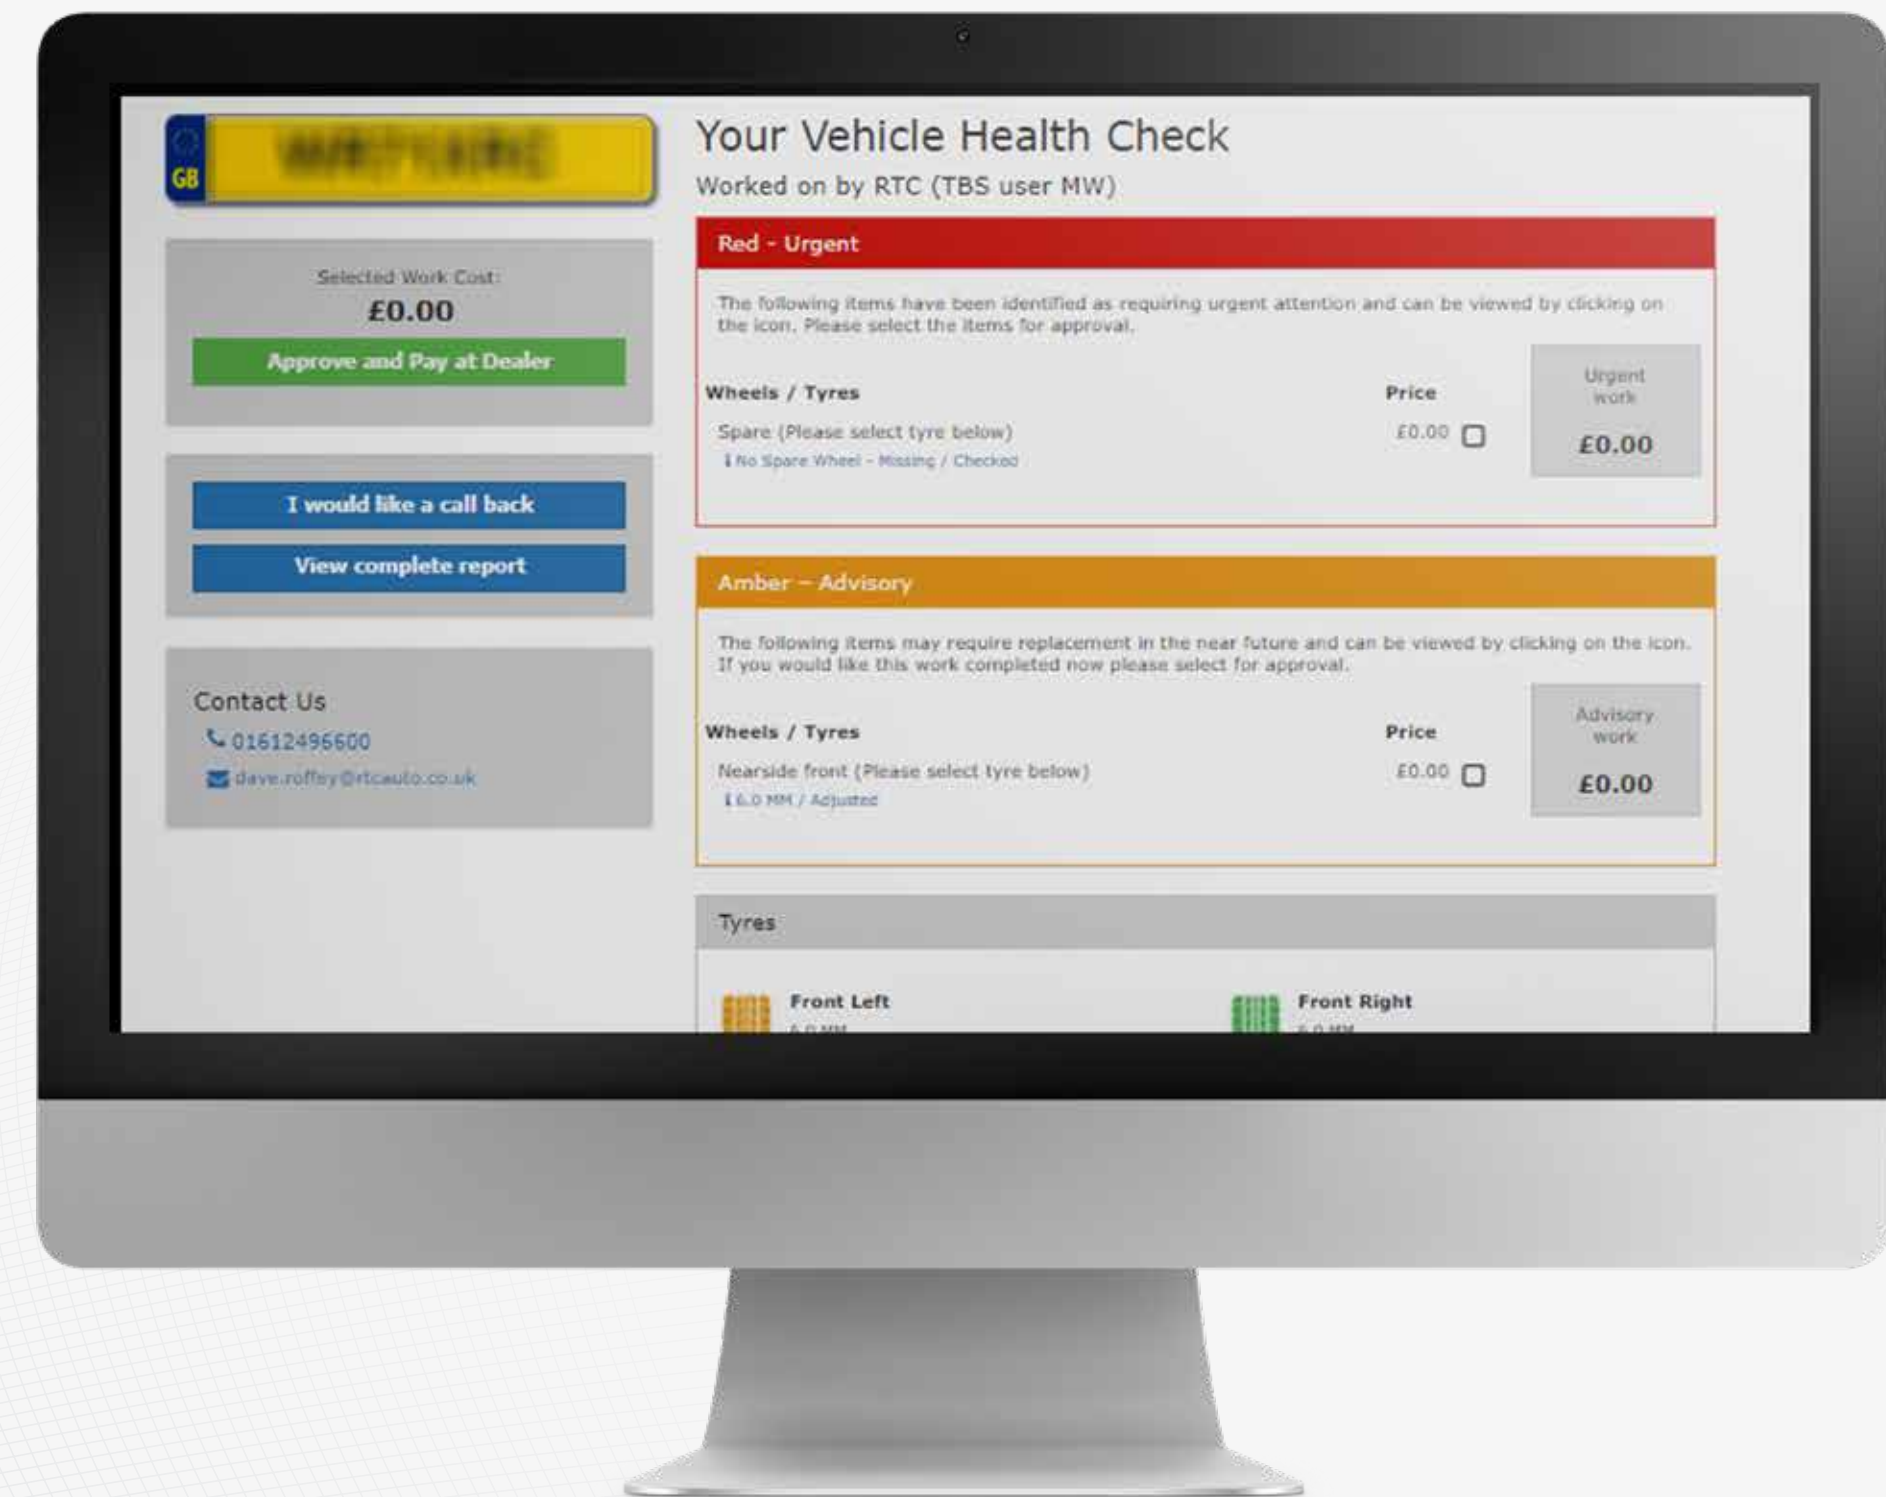 GB
Selected Work Cost:
£0.00
Approve and Pay at Dealer
I would like a call back
View complete report
Contact Us
01612496600
dave.roffey@rtcauto.co.uk
Your Vehicle Health Check
Worked on by RTC (TBS user MW)
Red - Urgent
The following items have been identified as requiring urgent attention and can be viewed by clicking on
the icon. Please select the items for approval.
Wheels / Tyres
Price
Urgent
work
Spare (Please select tyre below)
£0.00
£0.00
No Spare Wheel - Missing / Checked
Amber – Advisory
The following items may require replacement in the near future and can be viewed by clicking on the icon.
If you would like this work completed now please select for approval.
Wheels / Tyres
Price
Advisory
work
Nearside front (Please select tyre below)
£0.00
£0.00
6.0 MM / Adjusted
Tyres
Front Left
6.0 MM
Front Right
6.0 MM